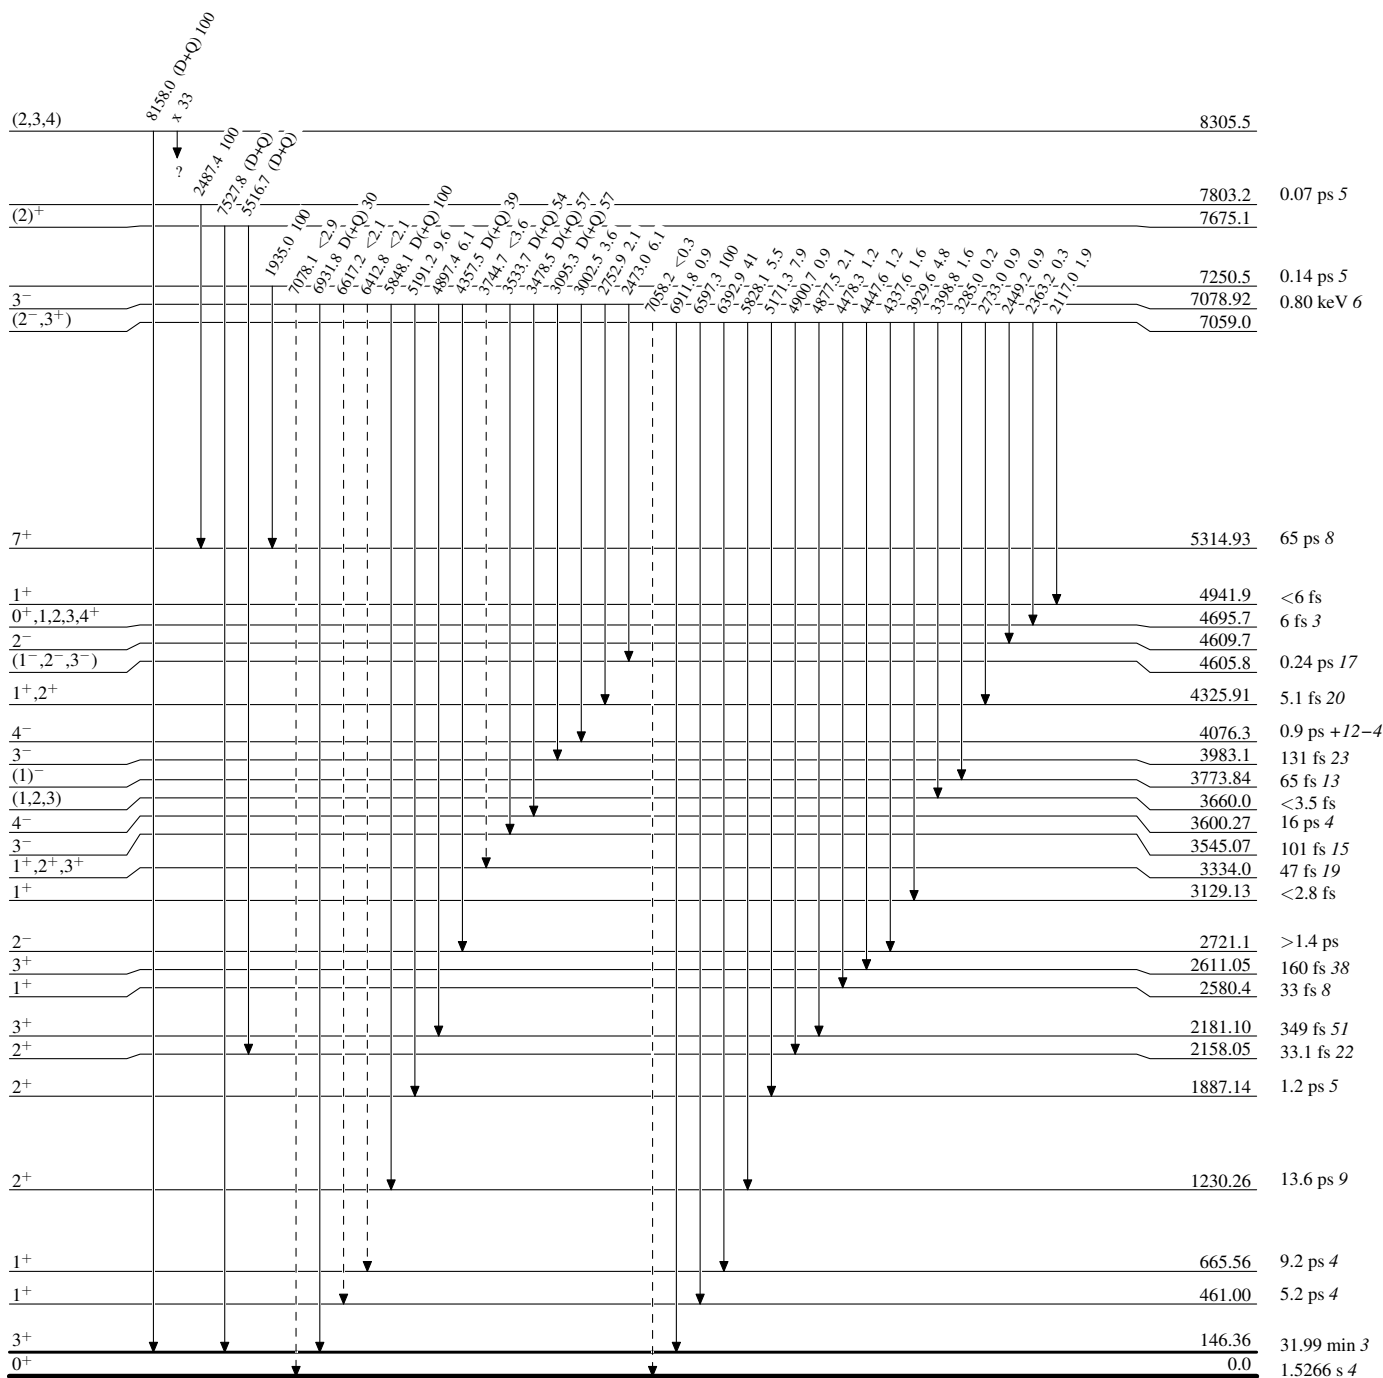 8158.0 (D+Q) 100
x 33
?
2487.4 100
7527.8 (D+Q)
5516.7 (D+Q)
1935.0 100
7078.1 <2.9
6931.8 D(+Q) 30
6617.2 <2.1
6412.8 <2.1
5848.1 D(+Q) 100
5191.2 9.6
4897.4 6.1
4357.5 D(+Q) 39
3744.7 <3.6
3533.7 D(+Q) 54
3478.5 D(+Q) 57
3095.3 D(+Q) 57
3002.5 3.6
2752.9 2.1
2473.0 6.1
7058.2 <0.3
6911.8 0.9
6597.3 100
6392.9 41
5828.1 5.5
5171.3 7.9
4900.7 0.9
4877.5 2.1
4478.3 1.2
4447.6 1.2
4337.6 1.6
3929.6 4.8
3398.8 1.6
3285.0 0.2
2733.0 0.9
2449.2 0.9
2363.2 0.3
2117.0 1.9
(2,3,4) 8305.5
7803.2 0.07 ps 5
(2)⁺ 7675.1
7250.5 0.14 ps 5
3⁻ 7078.92 0.80 keV 6
(2⁻,3⁺) 7059.0
7⁺ 5314.93 65 ps 8
1⁺ 4941.9 <6 fs
0⁺,1,2,3,4⁺ 4695.7 6 fs 3
2⁻ 4609.7
(1⁻,2⁻,3⁻) 4605.8 0.24 ps 17
1⁺,2⁺ 4325.91 5.1 fs 20
4⁻ 4076.3 0.9 ps +12−4
3⁻ 3983.1 131 fs 23
(1)⁻ 3773.84 65 fs 13
(1,2,3) 3660.0 <3.5 fs
4⁻ 3600.27 16 ps 4
3⁻ 3545.07 101 fs 15
1⁺,2⁺,3⁺ 3334.0 47 fs 19
1⁺ 3129.13 <2.8 fs
2⁻ 2721.1 >1.4 ps
3⁺ 2611.05 160 fs 38
1⁺ 2580.4 33 fs 8
3⁺ 2181.10 349 fs 51
2⁺ 2158.05 33.1 fs 22
2⁺ 1887.14 1.2 ps 5
2⁺ 1230.26 13.6 ps 9
1⁺ 665.56 9.2 ps 4
1⁺ 461.00 5.2 ps 4
3⁺ 146.36 31.99 min 3
0⁺ 0.0 1.5266 s 4